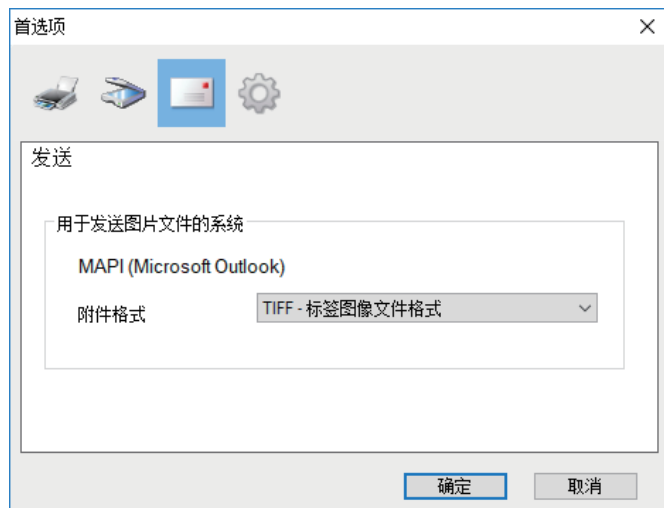 首选项
发送
用于发送图片文件的系统
MAPI (Microsoft Outlook)
附件格式 TIFF - 标签图像文件格式
确定 取消